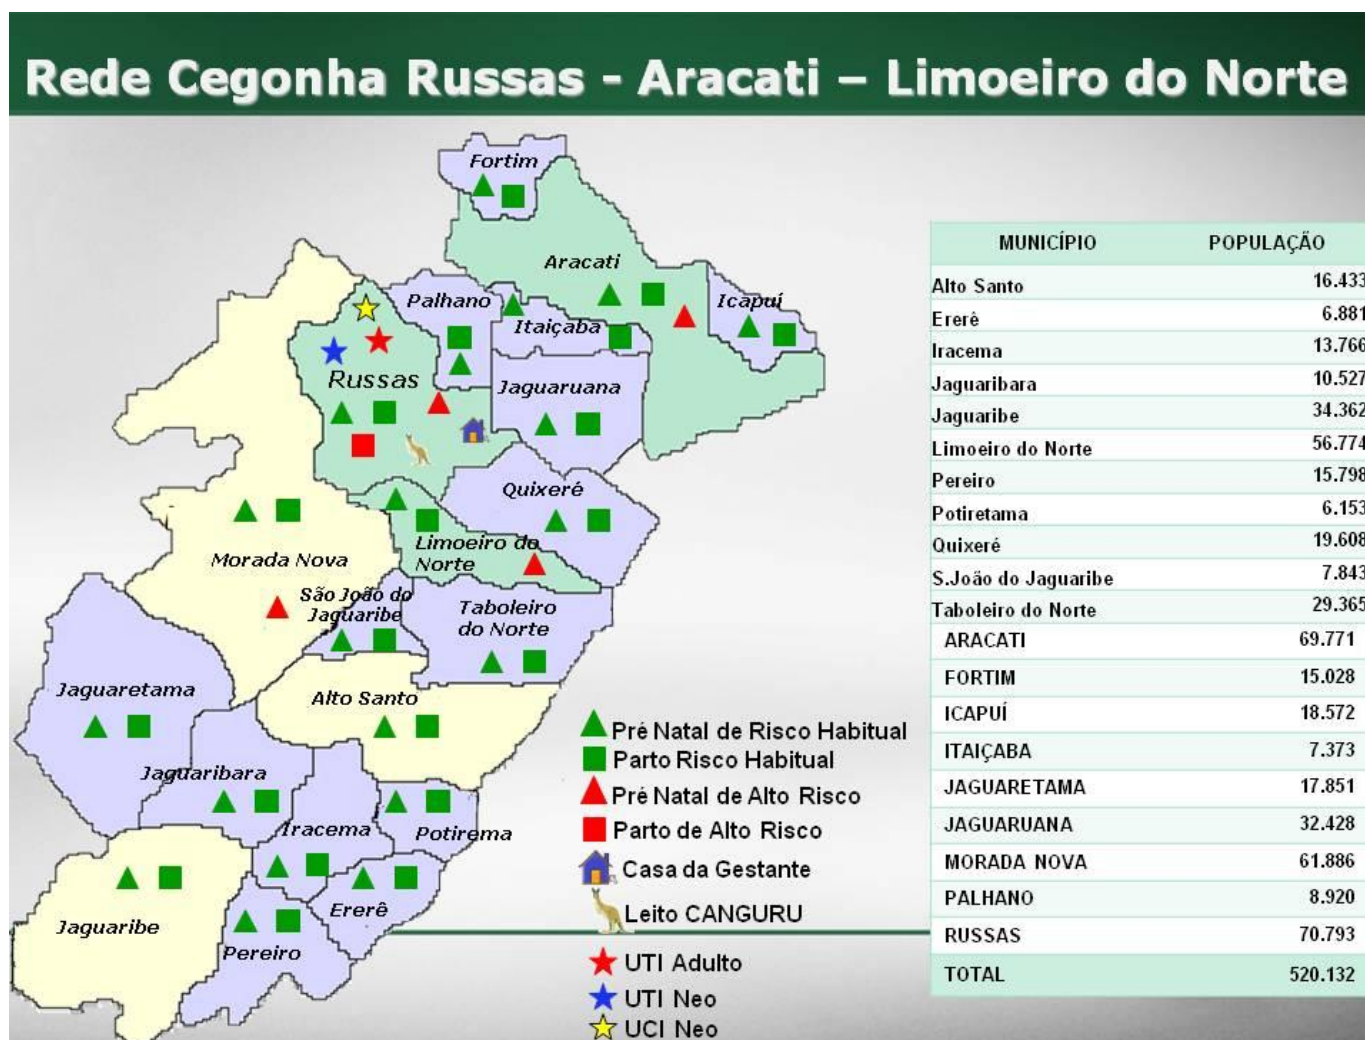 Rede Cegonha Russas - Aracati – Limoeiro do Norte
Fortim
Aracati
Icapuí
Palhano
Itaiçaba
Russas
Jaguaruana
Quixeré
Limoeiro do
Norte
Morada Nova
São João do
Jaguaribe
Taboleiro
do Norte
Jaguaretama
Alto Santo
Jaguaribara
Iracema
Potirema
Ererê
Jaguaribe
Pereiro
Pré Natal de Risco Habitual
Parto Risco Habitual
Pré Natal de Alto Risco
Parto de Alto Risco
Casa da Gestante
Leito CANGURU
UTI Adulto
UTI Neo
UCI Neo
MUNICÍPIO POPULAÇÃO
Alto Santo 16.433
Ererê 6.881
Iracema 13.766
Jaguaribara 10.527
Jaguaribe 34.362
Limoeiro do Norte 56.774
Pereiro 15.798
Potiretama 6.153
Quixeré 19.608
S.João do Jaguaribe 7.843
Taboleiro do Norte 29.365
ARACATI 69.771
FORTIM 15.028
ICAPUÍ 18.572
ITAIÇABA 7.373
JAGUARETAMA 17.851
JAGUARUANA 32.428
MORADA NOVA 61.886
PALHANO 8.920
RUSSAS 70.793
TOTAL 520.132